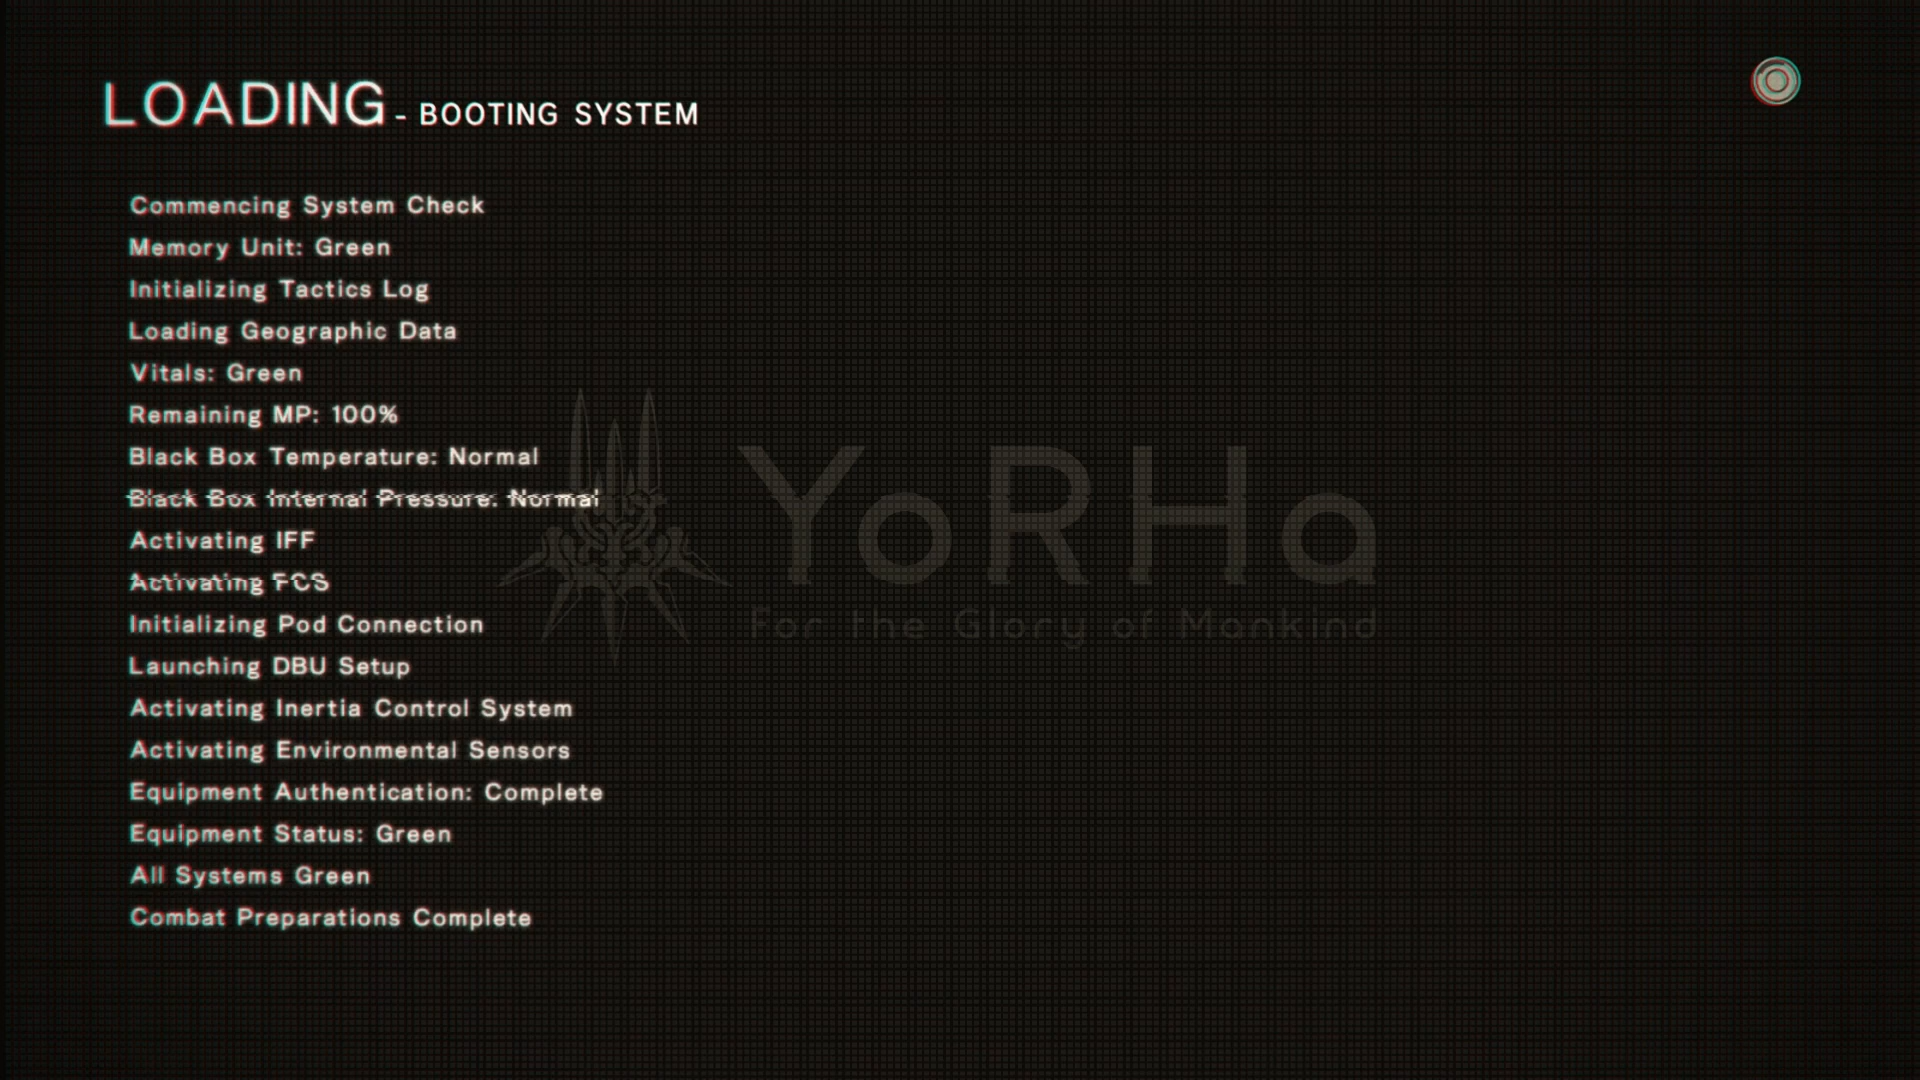 LOADING - BOOTING SYSTEM
Commencing System Check
Memory Unit: Green
Initializing Tactics Log
Loading Geographic Data
Vitals: Green
Remaining MP: 100%
Black Box Temperature: Normal
Black Box Internal Pressure: Normal
Activating IFF
Activating FCS
Initializing Pod Connection
Launching DBU Setup
Activating Inertia Control System
Activating Environmental Sensors
Equipment Authentication: Complete
Equipment Status: Green
All Systems Green
Combat Preparations Complete
YoRHa
For the Glory of Mankind